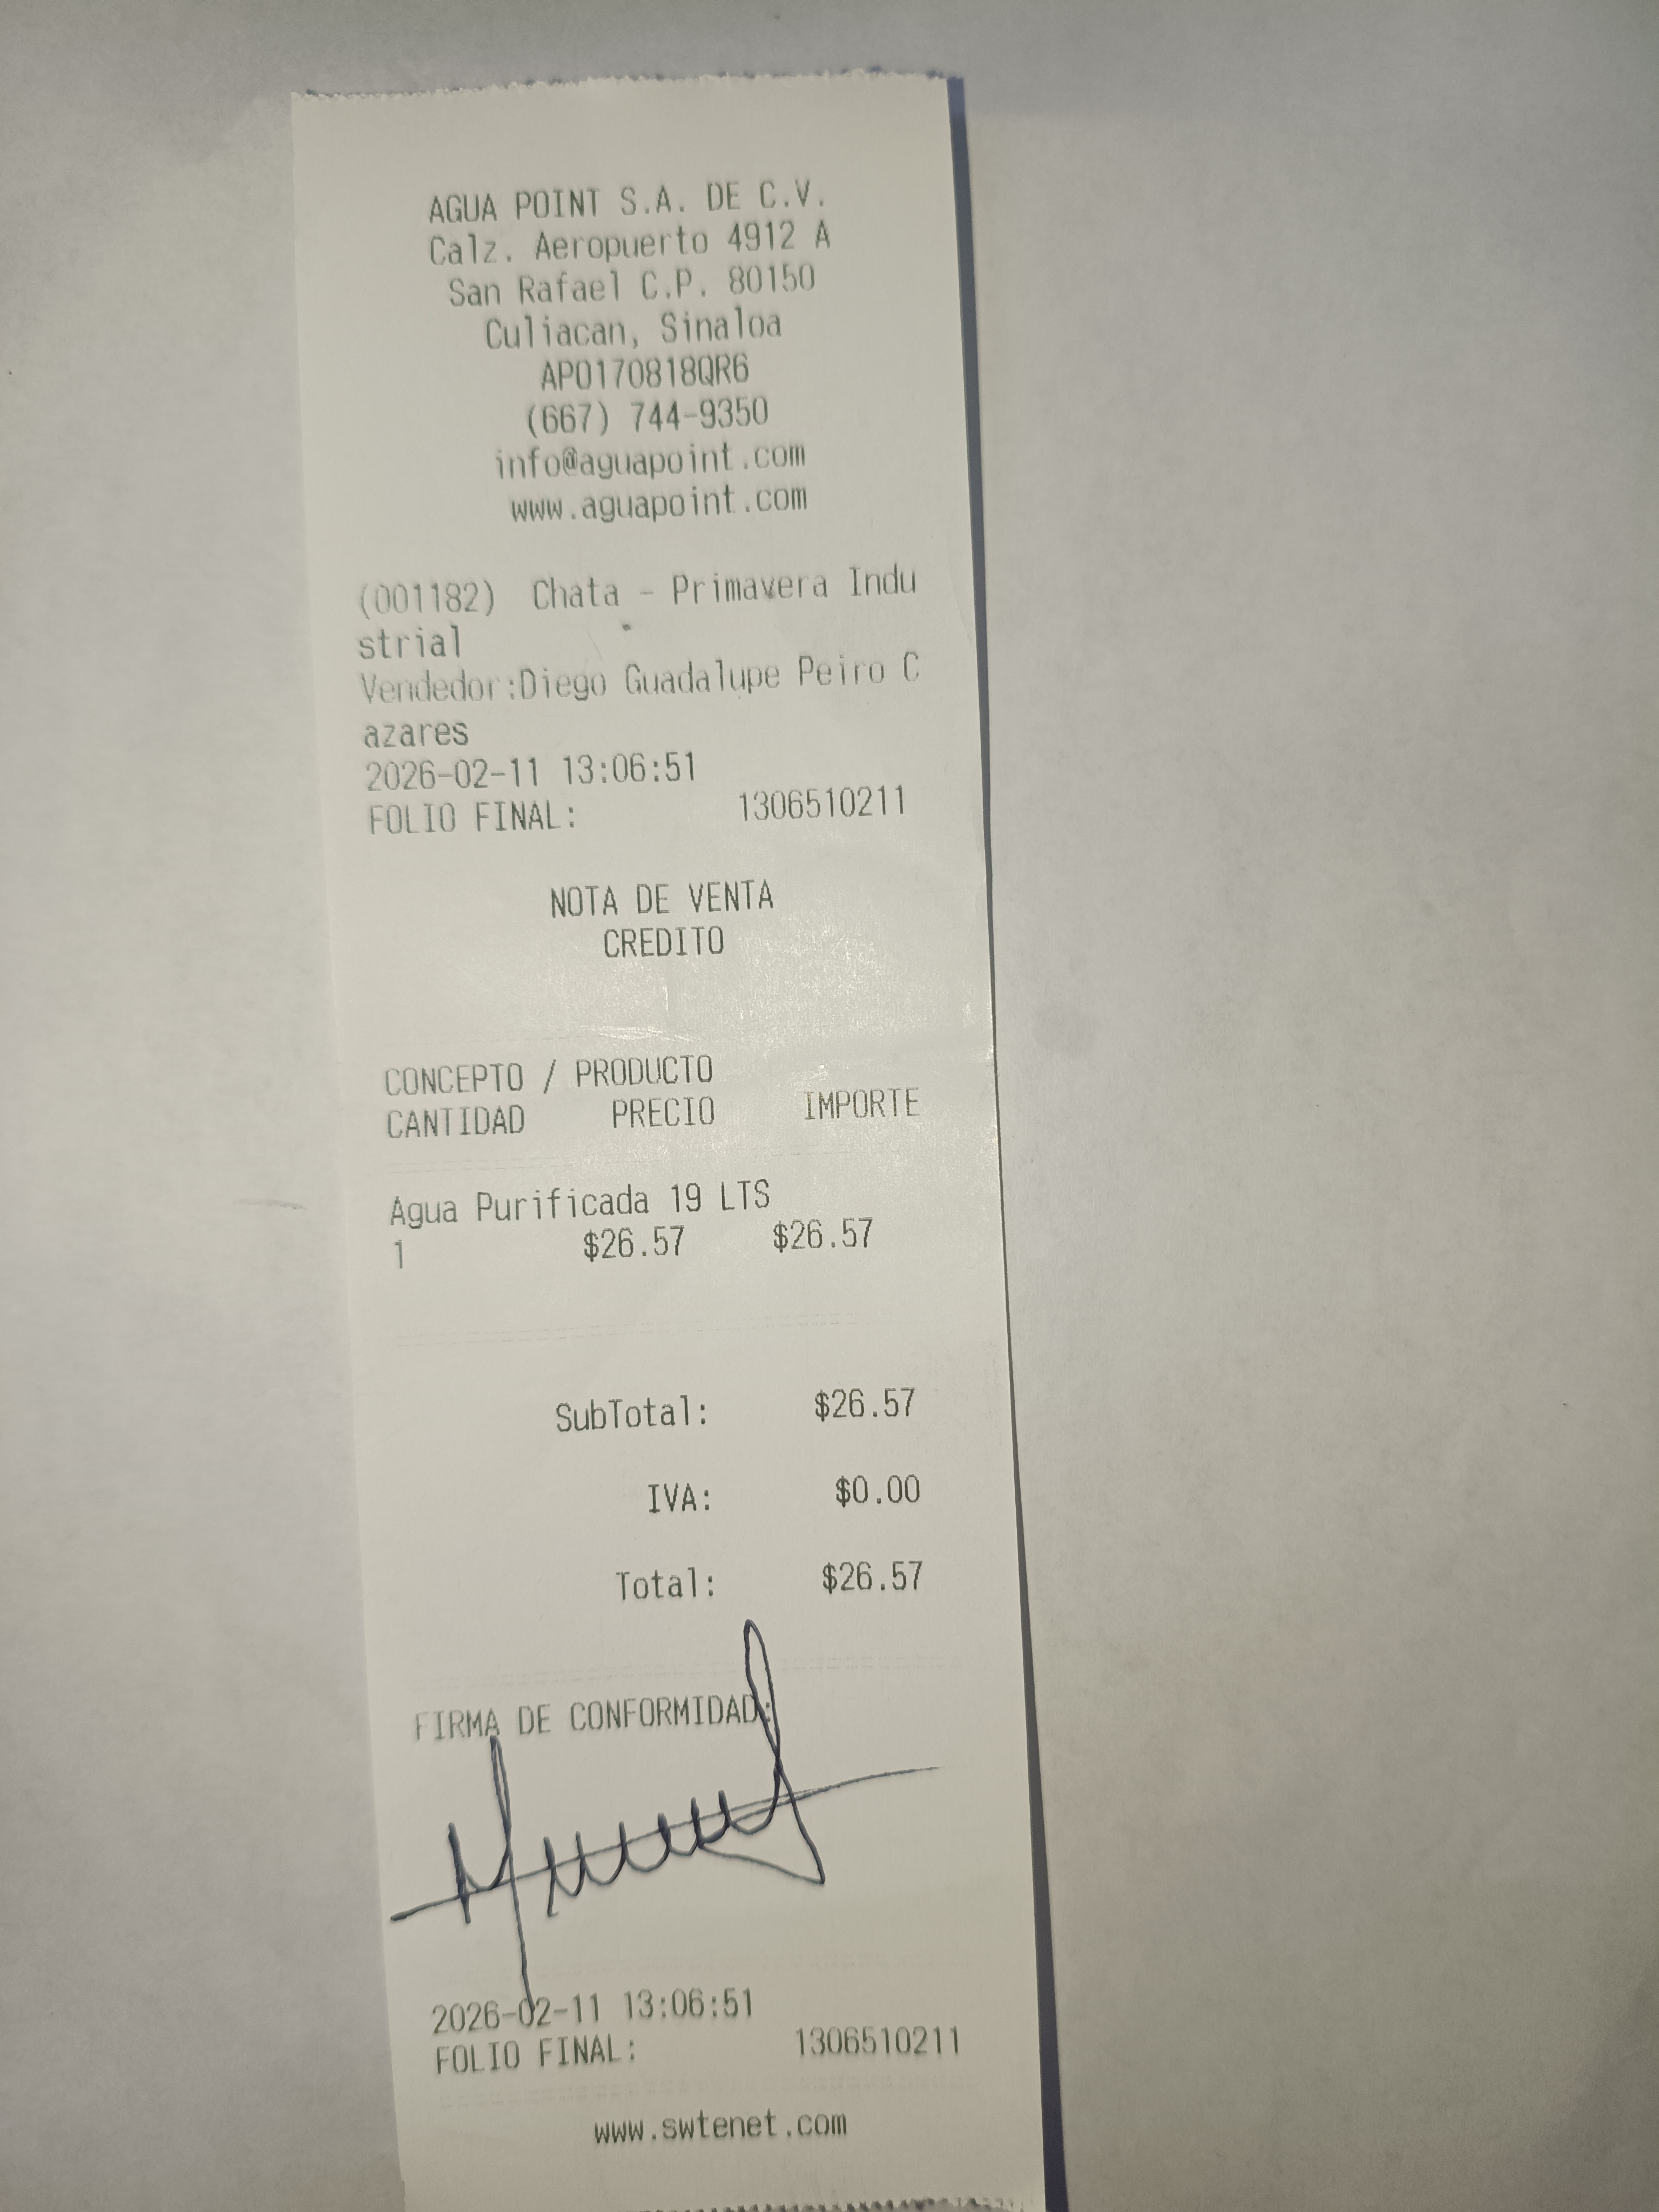 AGUA POINT S.A. DE C.V.
Calz. Aeropuerto 4912 A
San Rafael C.P. 80150
Culiacan, Sinaloa
APO170818QR6
(667) 744-9350
info@aguapoint.com
www.aguapoint.com
(001182) Chata - Primavera Indu
strial
Vendedor:Diego Guadalupe Peiro C
azares
2026-02-11 13:06:51
FOLIO FINAL: 1306510211
NOTA DE VENTA
CREDITO
CONCEPTO / PRODUCTO
CANTIDAD PRECIO IMPORTE
Agua Purificada 19 LTS
1 $26.57 $26.57
SubTotal: $26.57
IVA: $0.00
Total: $26.57
FIRMA DE CONFORMIDAD:
2026-02-11 13:06:51
FOLIO FINAL: 1306510211
www.swtenet.com